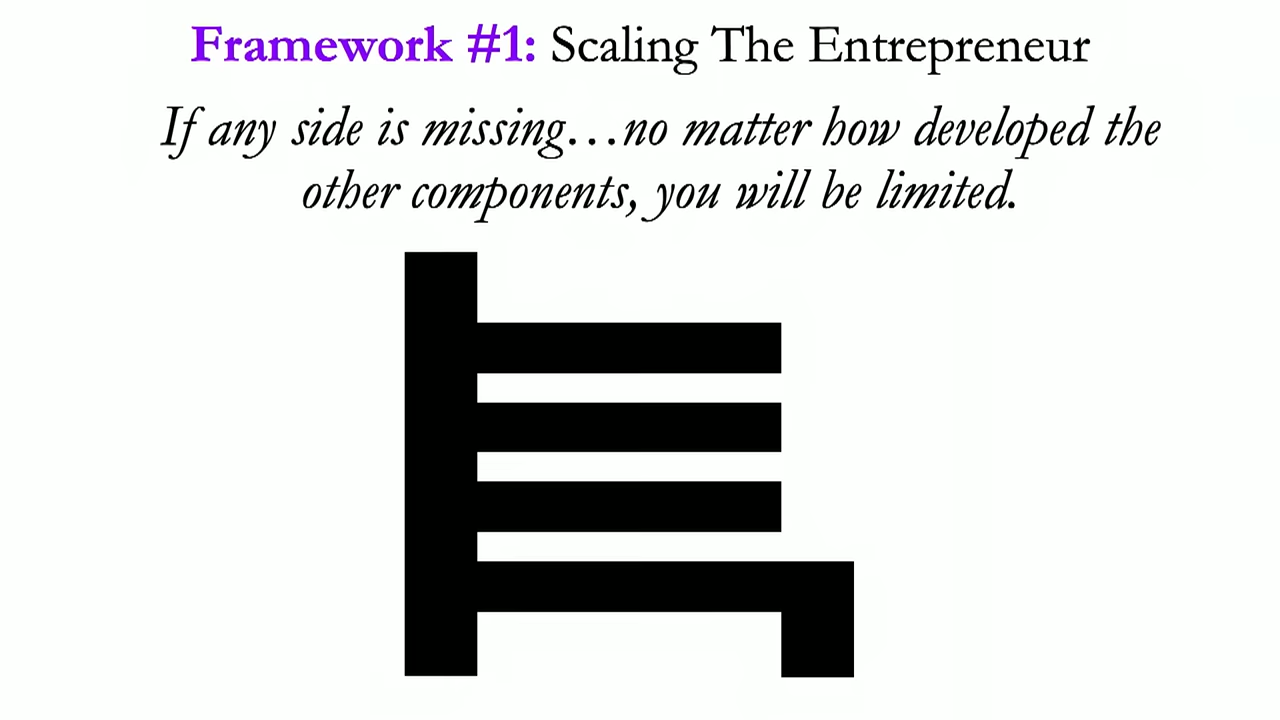 Framework #1: Scaling The Entrepreneur
If any side is missing…no matter how developed the
other components, you will be limited.